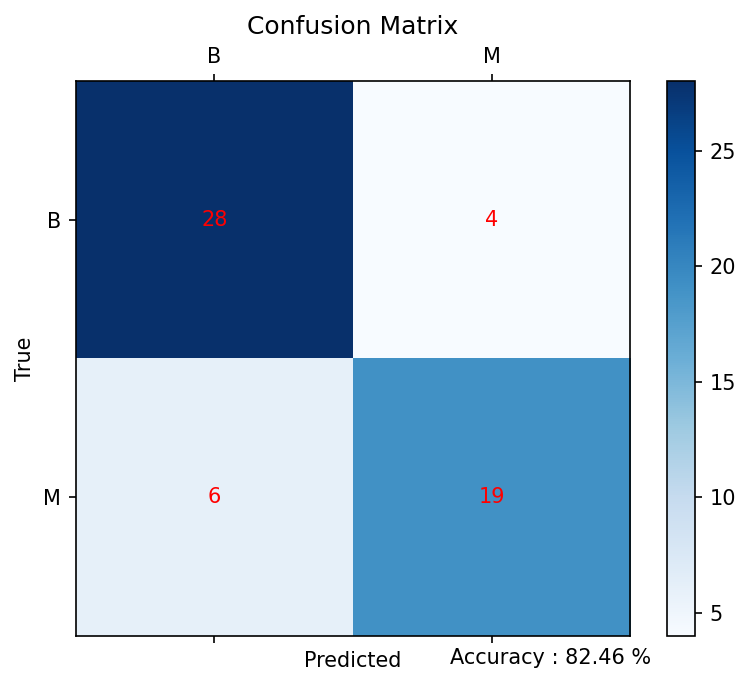 Confusion Matrix
B M
25
B 28 4
20
True
15
M 6 19
10
5
Predicted
Accuracy : 82.46 %